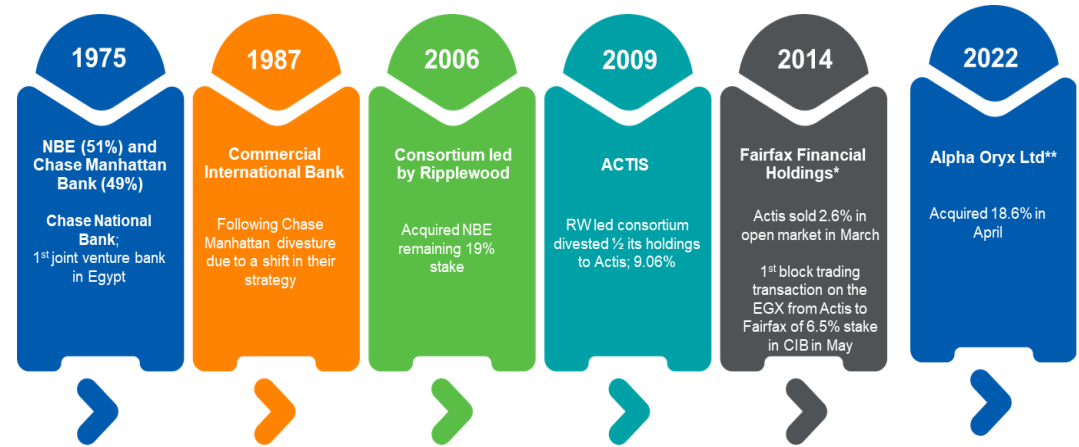 1975
NBE (51%) and
Chase Manhattan
Bank (49%)
Chase National
Bank;
1st joint venture bank
in Egypt
1987
Commercial
International Bank
Following Chase
Manhattan divesture
due to a shift in their
strategy
2006
Consortium led
by Ripplewood
Acquired NBE
remaining 19%
stake
2009
ACTIS
RW led consortium
divested ½ its holdings
to Actis; 9.06%
2014
Fairfax Financial
Holdings*
Actis sold 2.6% in
open market in March
1st block trading
transaction on the
EGX from Actis to
Fairfax of 6.5% stake
in CIB in May
2022
Alpha Oryx Ltd**
Acquired 18.6% in
April